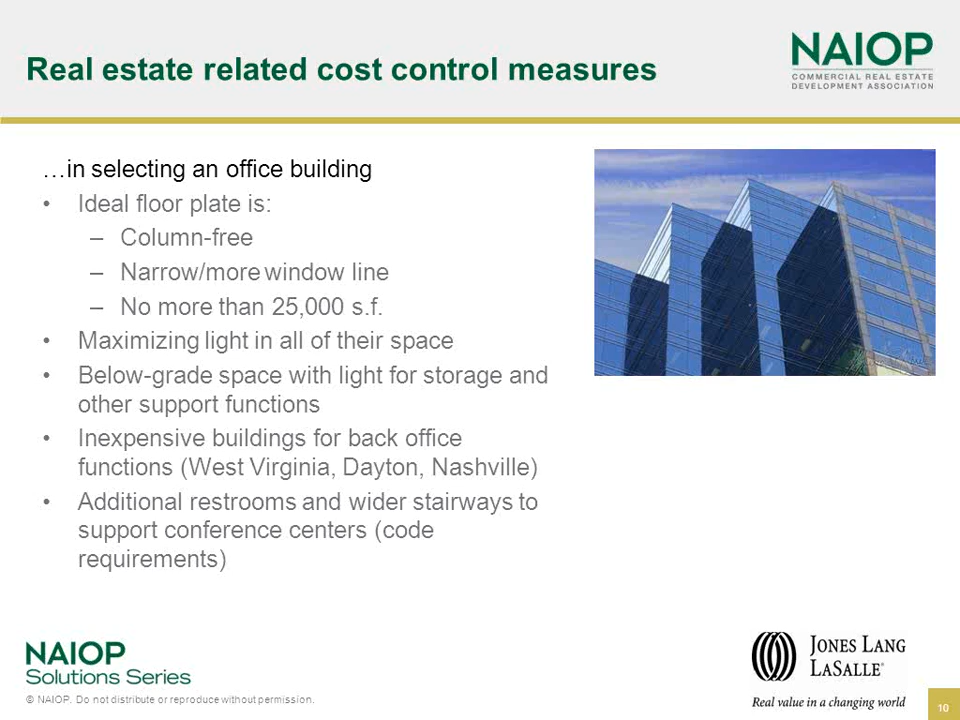 Real estate related cost control measures
NAIOP
COMMERCIAL REAL ESTATE
DEVELOPMENT ASSOCIATION
…in selecting an office building
• Ideal floor plate is:
– Column-free
– Narrow/more window line
– No more than 25,000 s.f.
• Maximizing light in all of their space
• Below-grade space with light for storage and
other support functions
• Inexpensive buildings for back office
functions (West Virginia, Dayton, Nashville)
• Additional restrooms and wider stairways to
support conference centers (code
requirements)
NAIOP
Solutions Series
© NAIOP. Do not distribute or reproduce without permission.
JONES LANG
LASALLE®
Real value in a changing world
10